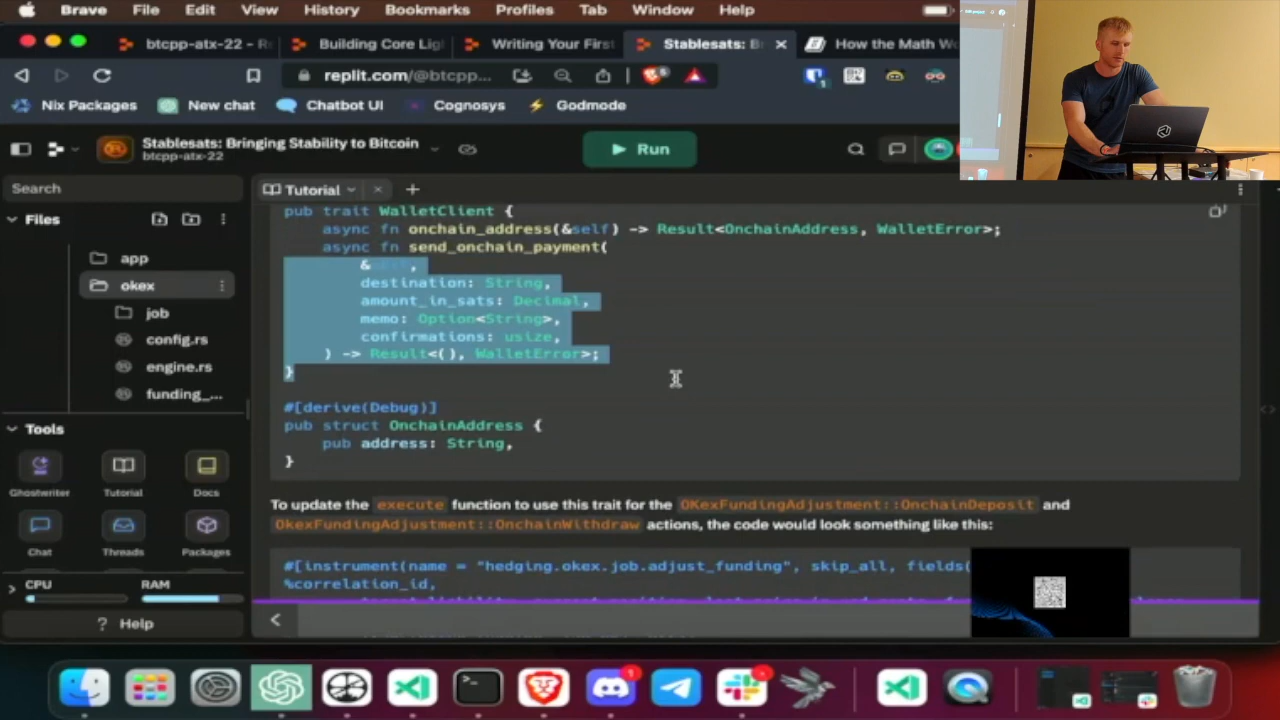 Brave File Edit View History Bookmarks Profiles Tab Window Help
btcpp-atx-22 - R
Building Core Lig
Writing Your First
Stablesats: B
How the Math Wo
replit.com/@btcpp...
Nix Packages New chat Chatbot UI Cognosys Godmode
Stablesats: Bringing Stability to Bitcoin
btcpp-atx-22
Run
Search
Tutorial
Files
app
okex
job
config.rs
engine.rs
funding_...
Tools
Ghostwriter Tutorial Docs
Chat Threads Packages
CPU RAM
? Help
pub trait WalletClient {
async fn onchain_address(&self) -> Result<OnchainAddress, WalletError>;
async fn send_onchain_payment(
&self,
destination: String,
amount_in_sats: Decimal,
memo: Option<String>,
confirmations: usize,
) -> Result<(), WalletError>;
}
#[derive(Debug)]
pub struct OnchainAddress {
pub address: String,
}
To update the execute function to use this trait for the OKexFundingAdjustment::OnchainDeposit and
OkexFundingAdjustment::OnchainWithdraw actions, the code would look something like this:
#[instrument(name = "hedging.okex.job.adjust_funding", skip_all, fields(
%correlation_id,